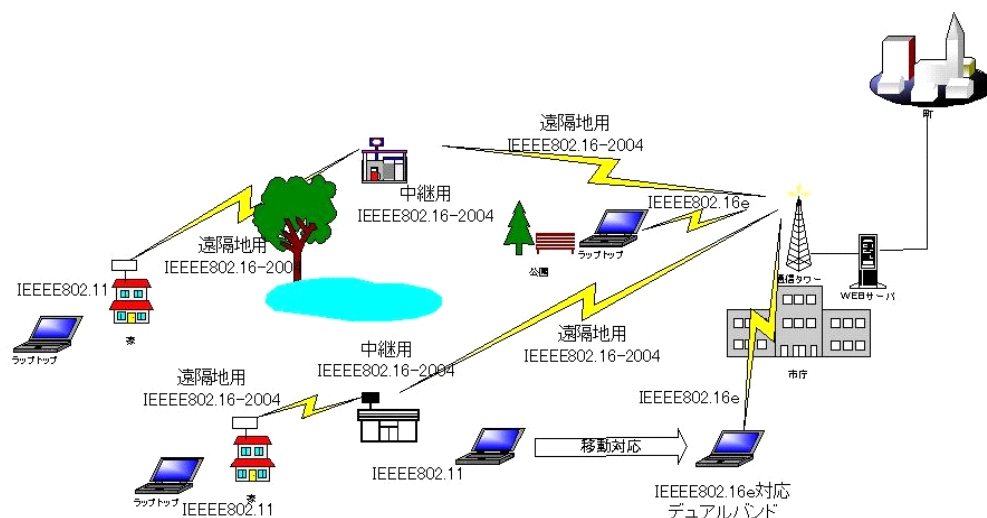 町
遠隔地用
IEEEE802.16-2004
中継用
IEEEE802.16-2004
IEEEE802.16e
ラップトップ
公園
遠隔地用
IEEEE802.16-200
通信タワー
WEBサーバ
IEEEE802.11
ラップトップ
家
遠隔地用
IEEEE802.16-2004
中継用
IEEEE802.16-2004
市庁
遠隔地用
IEEEE802.16-2004
IEEEE802.16e
移動対応
IEEEE802.11
ラップトップ
家
IEEEE802.11
IEEEE802.16e対応
デュアルバンド